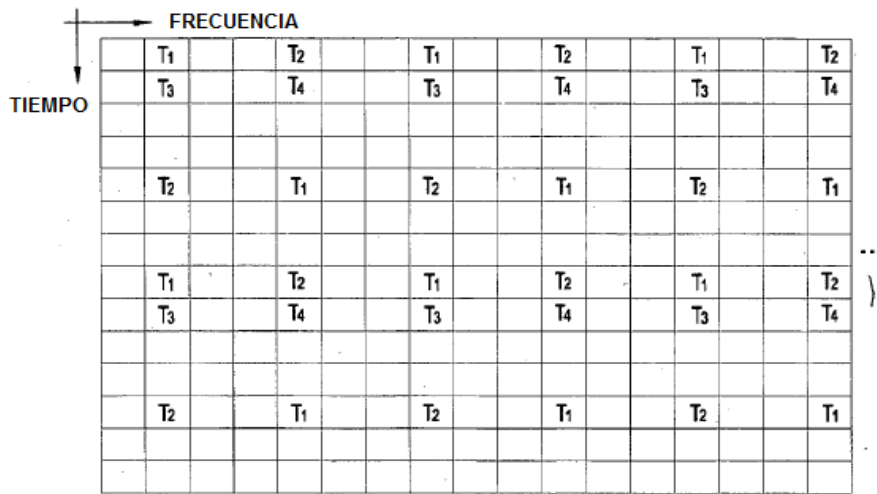 FRECUENCIA
TIEMPO
T1 T2 T1 T2 T1 T2
T3 T4 T3 T4 T3 T4
T2 T1 T2 T1 T2 T1
...
T1 T2 T1 T2 T1 T2
T3 T4 T3 T4 T3 T4
T2 T1 T2 T1 T2 T1